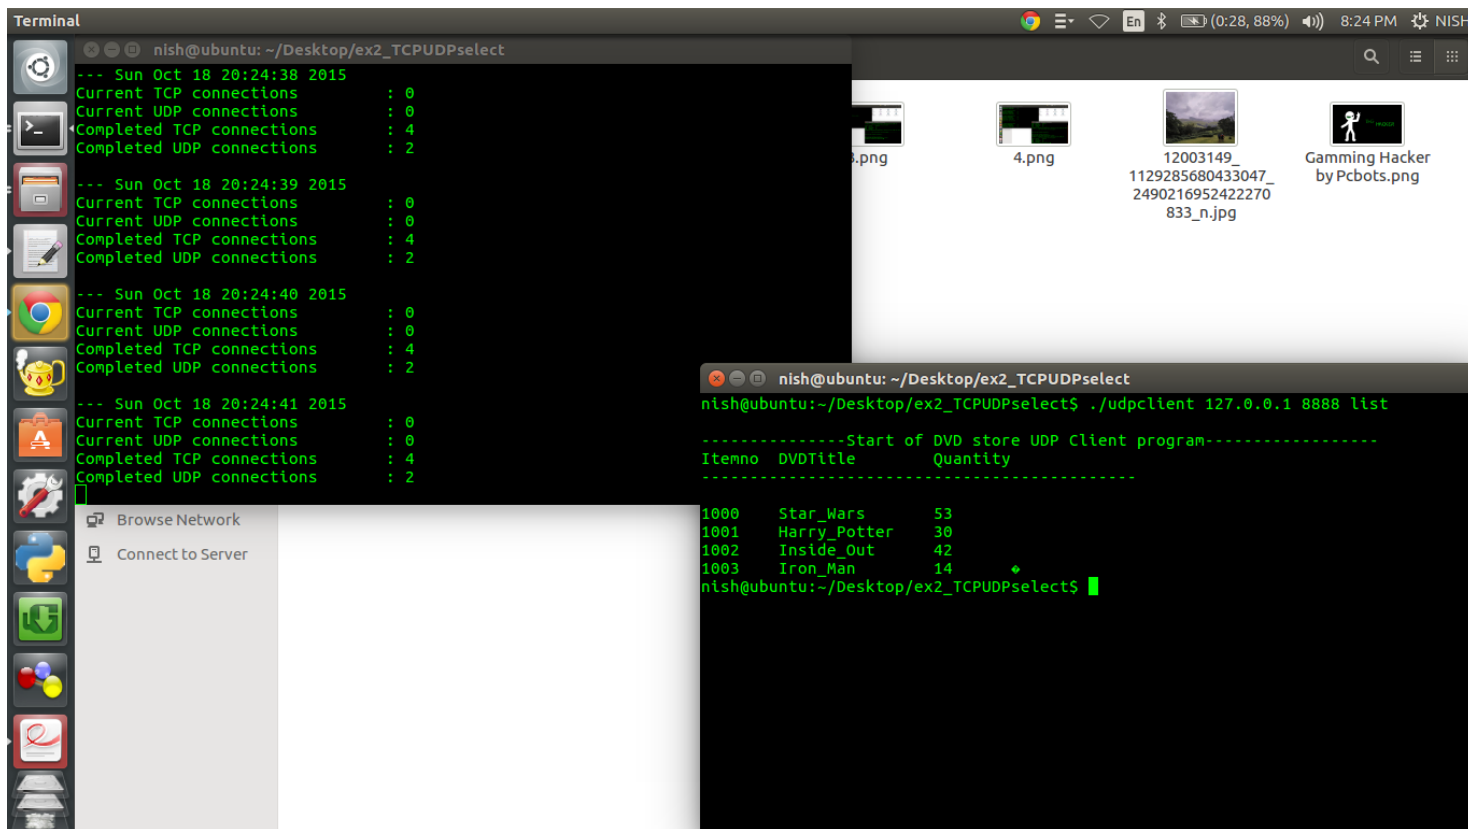 Terminal
En
(0:28, 88%)
8:24 PM
NISH
nish@ubuntu: ~/Desktop/ex2_TCPUDPselect
--- Sun Oct 18 20:24:38 2015
Current TCP connections : 0
Current UDP connections : 0
Completed TCP connections : 4
Completed UDP connections : 2
--- Sun Oct 18 20:24:39 2015
Current TCP connections : 0
Current UDP connections : 0
Completed TCP connections : 4
Completed UDP connections : 2
--- Sun Oct 18 20:24:40 2015
Current TCP connections : 0
Current UDP connections : 0
Completed TCP connections : 4
Completed UDP connections : 2
--- Sun Oct 18 20:24:41 2015
Current TCP connections : 0
Current UDP connections : 0
Completed TCP connections : 4
Completed UDP connections : 2
3.png
4.png
12003149_
1129285680433047_
2490216952422270
833_n.jpg
Gamming Hacker
by Pcbots.png
Browse Network
Connect to Server
nish@ubuntu: ~/Desktop/ex2_TCPUDPselect
nish@ubuntu:~/Desktop/ex2_TCPUDPselect$ ./udpclient 127.0.0.1 8888 list
---------------Start of DVD store UDP Client program------------------
Itemno DVDTitle Quantity
---------------------------------------------
1000 Star_Wars 53
1001 Harry_Potter 30
1002 Inside_Out 42
1003 Iron_Man 14 �
nish@ubuntu:~/Desktop/ex2_TCPUDPselect$